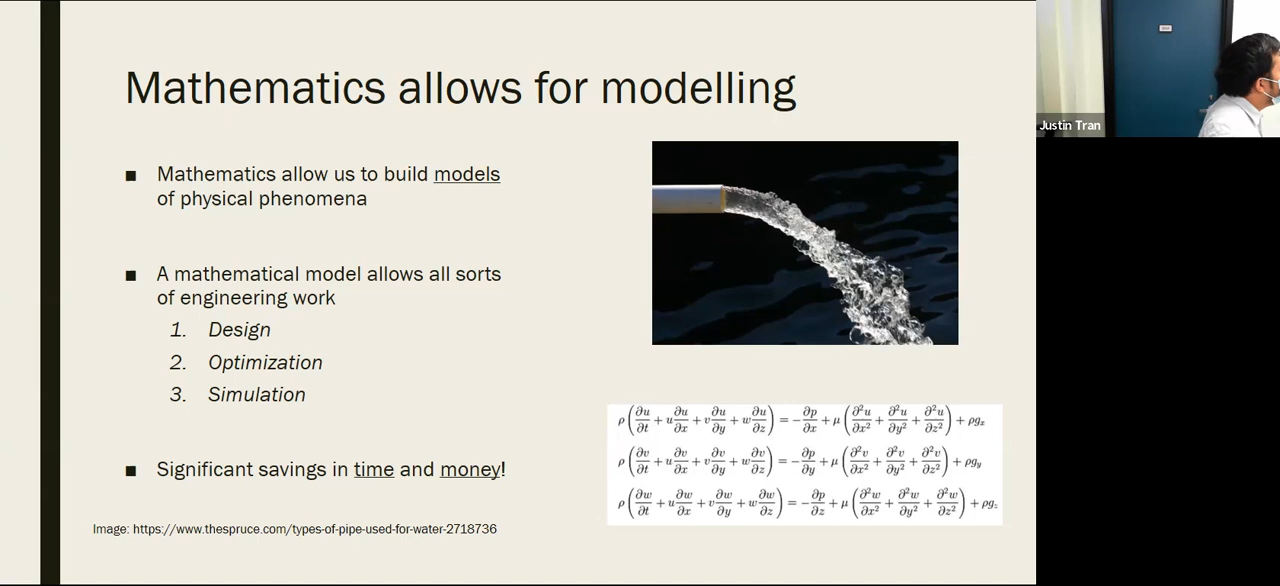 Mathematics allows for modelling
■ Mathematics allow us to build models
of physical phenomena
■ A mathematical model allows all sorts
of engineering work
1. Design
2. Optimization
3. Simulation
■ Significant savings in time and money!
Image: https://www.thespruce.com/types-of-pipe-used-for-water-2718736
ρ(∂u/∂t + u∂u/∂x + v∂u/∂y + w∂u/∂z) = −∂p/∂x + μ(∂²u/∂x² + ∂²u/∂y² + ∂²u/∂z²) + ρgₓ
ρ(∂v/∂t + u∂v/∂x + v∂v/∂y + w∂v/∂z) = −∂p/∂y + μ(∂²v/∂x² + ∂²v/∂y² + ∂²v/∂z²) + ρg_y
ρ(∂w/∂t + u∂w/∂x + v∂w/∂y + w∂w/∂z) = −∂p/∂z + μ(∂²w/∂x² + ∂²w/∂y² + ∂²w/∂z²) + ρg_z
Justin Tran